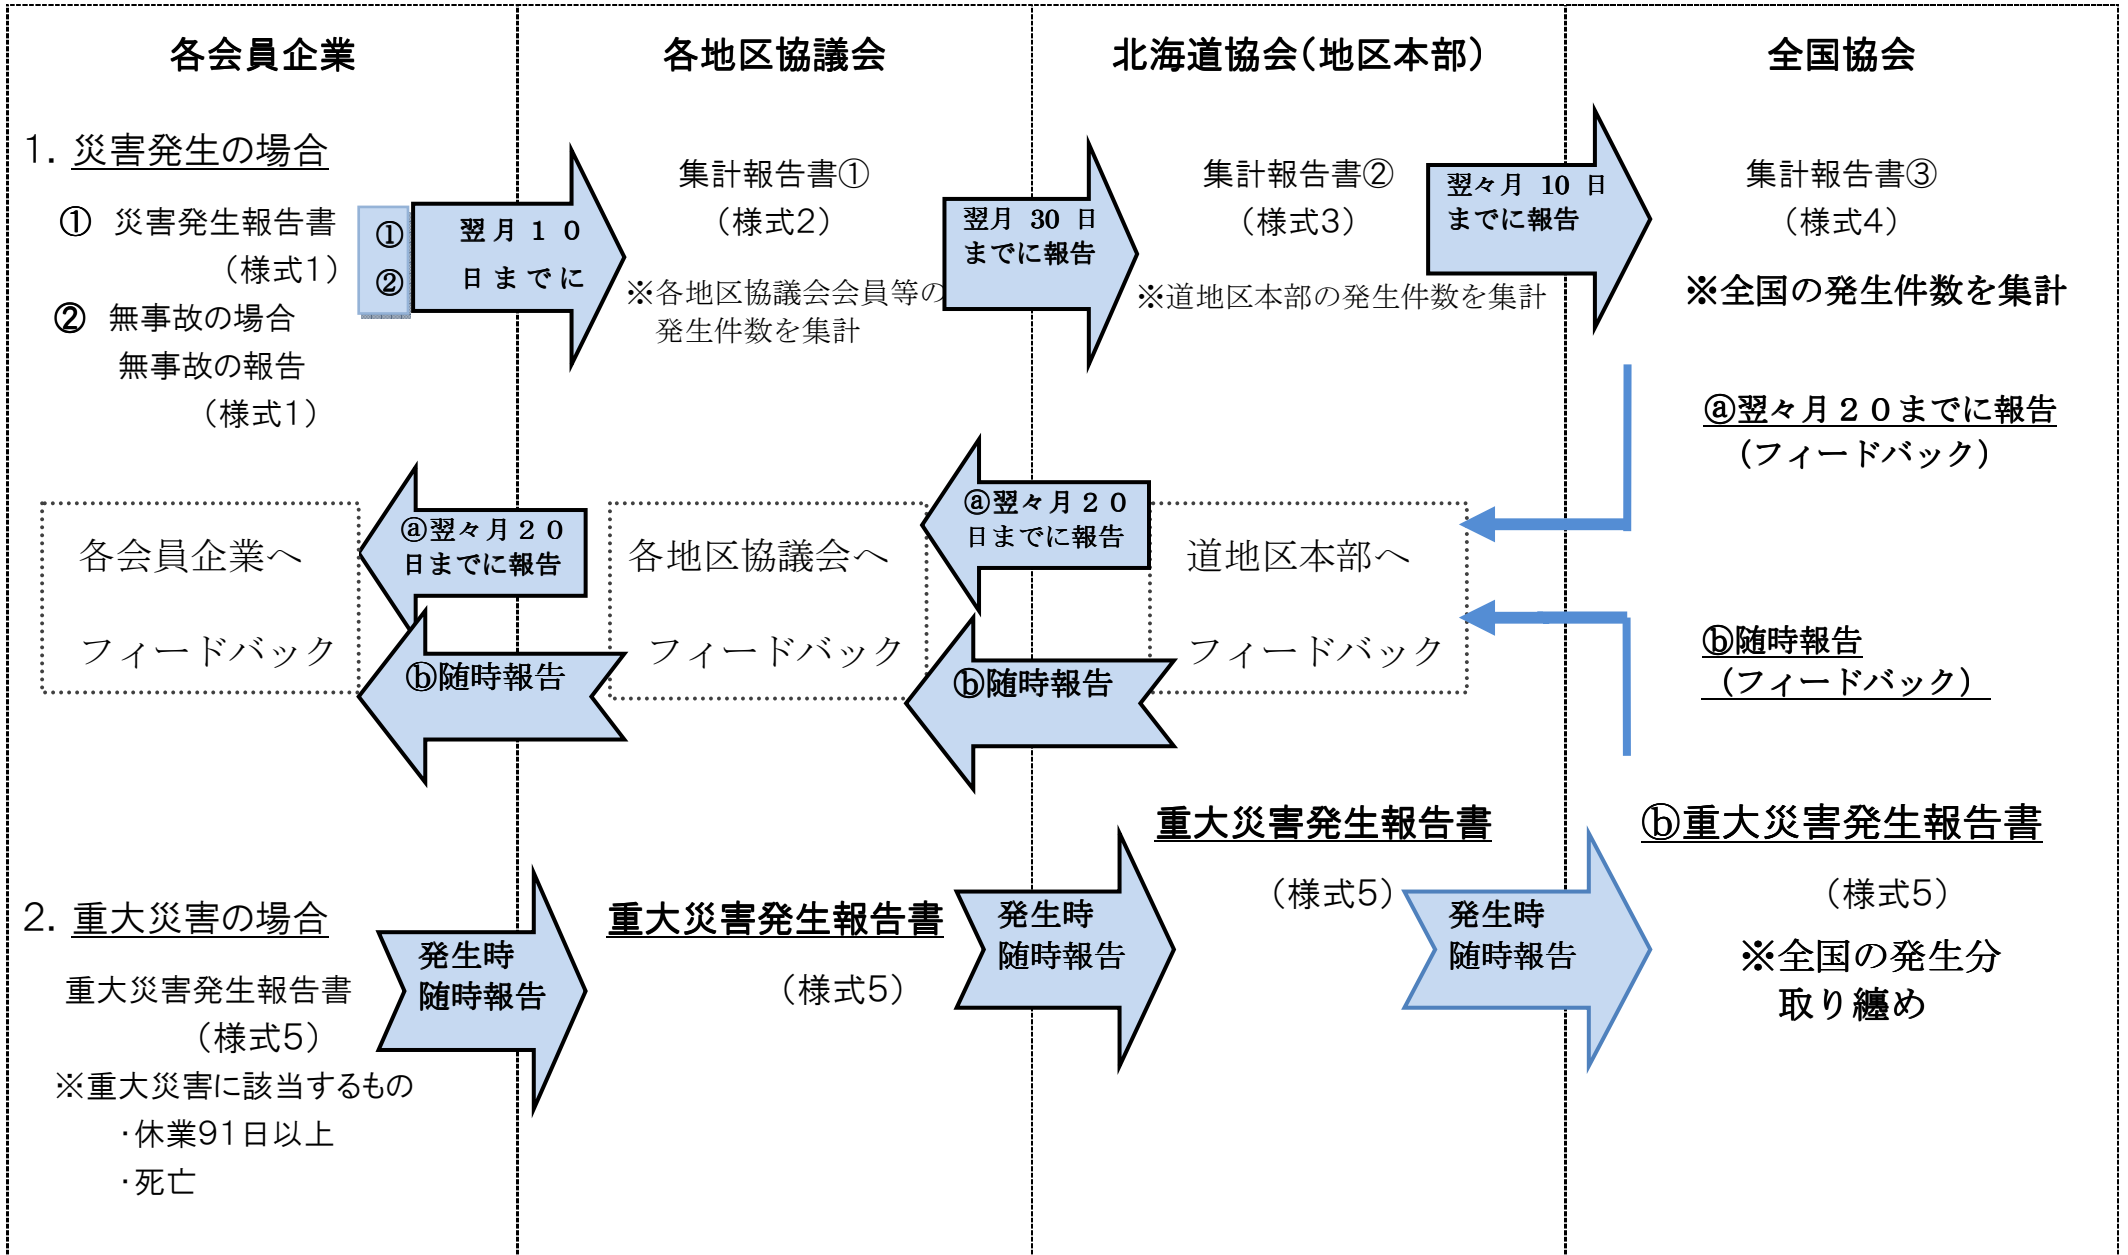 各会員企業
各地区協議会
北海道協会（地区本部）
全国協会
1．災害発生の場合
① 災害発生報告書
（様式1）
② 無事故の場合
無事故の報告
（様式1）
①
②
翌月１０
日までに
集計報告書①
（様式2）
※各地区協議会会員等の
発生件数を集計
翌月 30 日
までに報告
集計報告書②
（様式3）
※道地区本部の発生件数を集計
翌々月 10 日
までに報告
集計報告書③
（様式4）
※全国の発生件数を集計
ⓐ翌々月２０までに報告
（フィードバック）
各会員企業へ
フィードバック
ⓐ翌々月２０
日までに報告
ⓑ随時報告
各地区協議会へ
フィードバック
ⓐ翌々月２０
日までに報告
ⓑ随時報告
道地区本部へ
フィードバック
ⓑ随時報告
（フィードバック）
2．重大災害の場合
重大災害発生報告書
（様式5）
※重大災害に該当するもの
・休業91日以上
・死亡
発生時
随時報告
重大災害発生報告書
（様式5）
発生時
随時報告
重大災害発生報告書
（様式5）
発生時
随時報告
ⓑ重大災害発生報告書
（様式5）
※全国の発生分
取り纏め